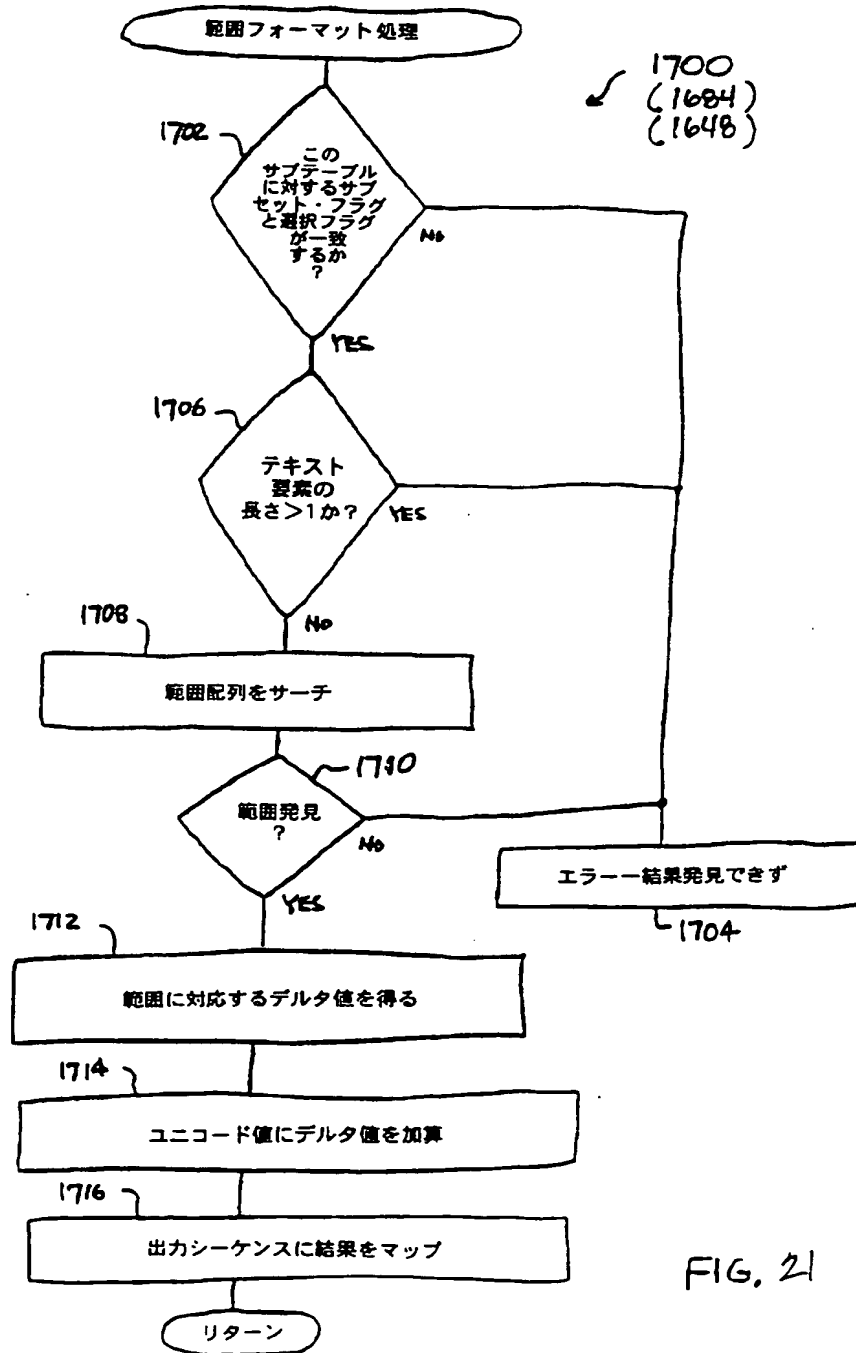 範囲フォーマット処理
1700
(1684)
(1648)
1702
この
サブテーブル
に対するサブ
セット・フラグ
と選択フラグ
が一致
するか
?
No
YES
1706
テキスト
要素の
長さ>1か?
YES
No
1708
範囲配列をサーチ
1710
範囲発見
?
No
YES
エラー－結果発見できず
1704
1712
範囲に対応するデルタ値を得る
1714
ユニコード値にデルタ値を加算
1716
出力シーケンスに結果をマップ
リターン
FIG. 21